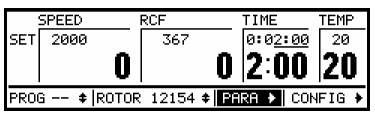 SPEED RCF TIME TEMP
SET 2000 367 0:02:00 20
0 0 2:00 20
PROG -- ♦ ROTOR 12154 ♦ PARA ▶ CONFIG ▶